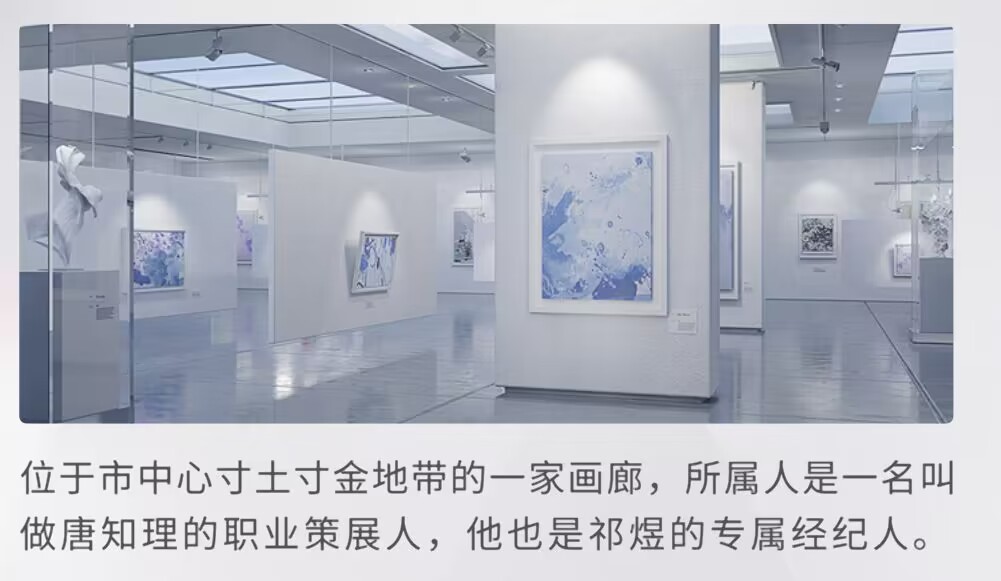 位于市中心寸土寸金地带的一家画廊，所属人是一名叫
做唐知理的职业策展人，他也是祁煜的专属经纪人。